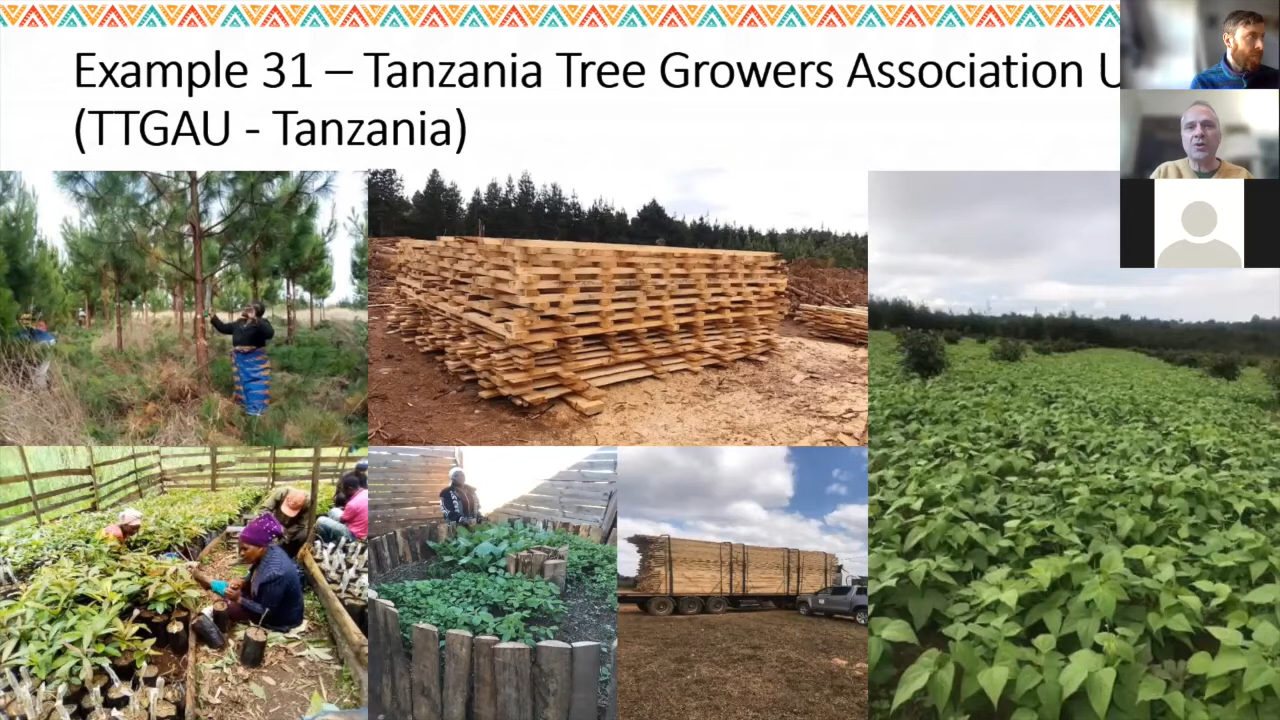 Example 31 – Tanzania Tree Growers Association U
(TTGAU - Tanzania)